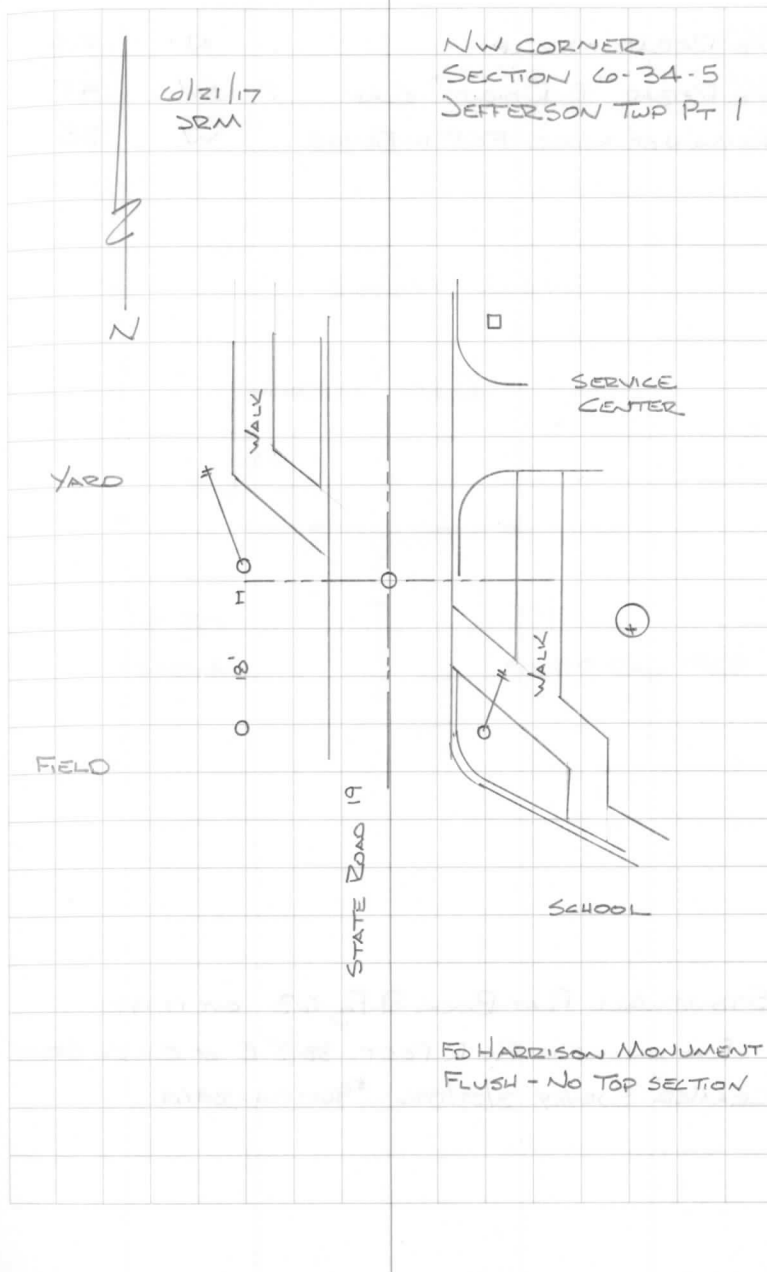 NW CORNER
SECTION 6-34-5
JEFFERSON TWP PT 1
6/21/17
JRM
N
SERVICE
CENTER
WALK
YARD
18'
WALK
FIELD
STATE ROAD 19
SCHOOL
FD HARRISON MONUMENT
FLUSH - NO TOP SECTION